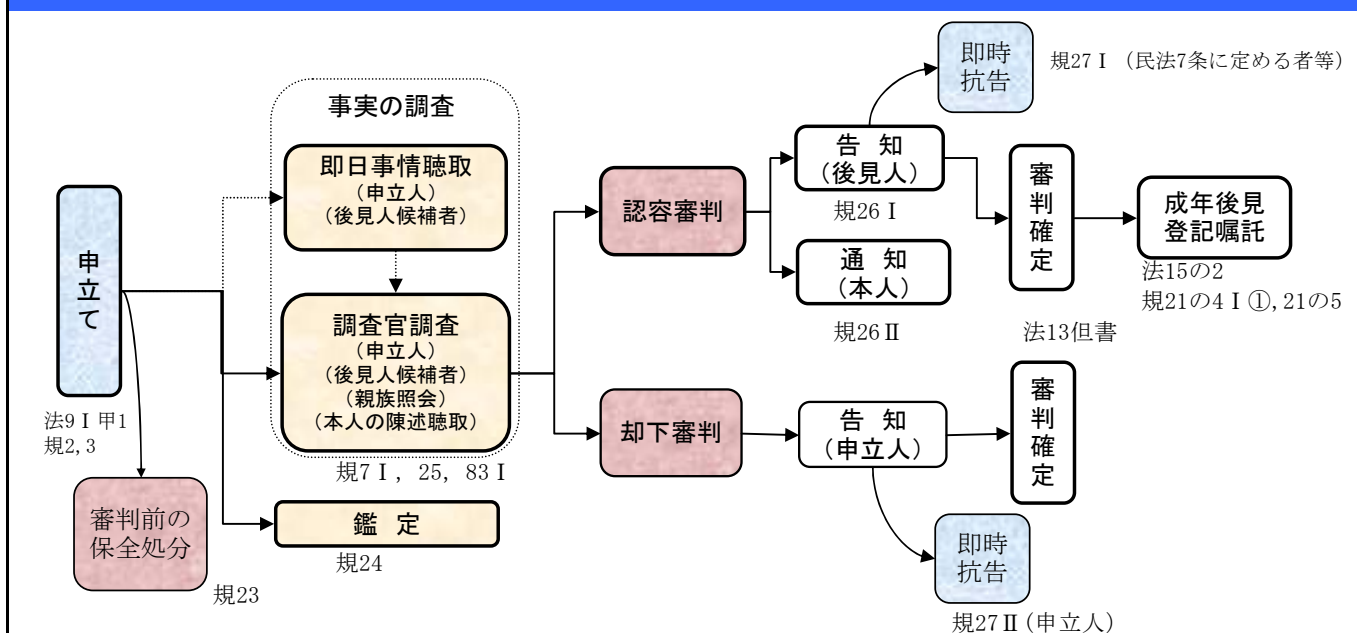 申立て
法9Ⅰ甲1
規2, 3
審判前の
保全処分
規23
事実の調査
即日事情聴取
(申立人)
(後見人候補者)
調査官調査
(申立人)
(後見人候補者)
(親族照会)
(本人の陳述聴取)
規7Ⅰ, 25, 83Ⅰ
鑑 定
規24
認容審判
却下審判
告 知
(後見人)
規26Ⅰ
通 知
(本人)
規26Ⅱ
即時
抗告
規27Ⅰ (民法7条に定める者等)
審判確定
法13但書
成年後見
登記嘱託
法15の2
規21の4Ⅰ①, 21の5
告 知
(申立人)
審判確定
即時
抗告
規27Ⅱ (申立人)